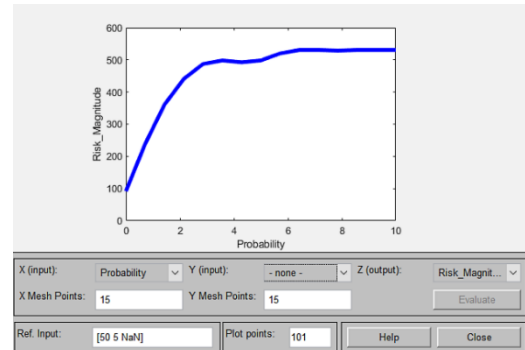 600
500
400
300
200
100
0
Risk_Magnitude
0 2 4 6 8 10
Probability
X (input): Probability Y (input): - none - Z (output): Risk_Magnit...
X Mesh Points: 15 Y Mesh Points: 15 Evaluate
Ref. Input: [50 5 NaN] Plot points: 101 Help Close